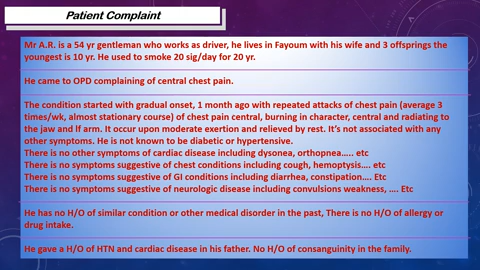 Patient Complaint
Mr A.R. is a 54 yr gentleman who works as driver, he lives in Fayoum with his wife and 3 offsprings the
youngest is 10 yr. He used to smoke 20 sig/day for 20 yr.
He came to OPD complaining of central chest pain.
The condition started with gradual onset, 1 month ago with repeated attacks of chest pain (average 3
times/wk, almost stationary course) of chest pain central, burning in character, central and radiating to
the jaw and lf arm. It occur upon moderate exertion and relieved by rest. It's not associated with any
other symptoms. He is not known to be diabetic or hypertensive.
There is no other symptoms of cardiac disease including dysonea, orthopnea..... etc
There is no symptoms suggestive of chest conditions including cough, hemoptysis.... etc
There is no symptoms suggestive of GI conditions including diarrhea, constipation.... Etc
There is no symptoms suggestive of neurologic disease including convulsions weakness, .... Etc
He has no H/O of similar condition or other medical disorder in the past, There is no H/O of allergy or
drug intake.
He gave a H/O of HTN and cardiac disease in his father. No H/O of consanguinity in the family.